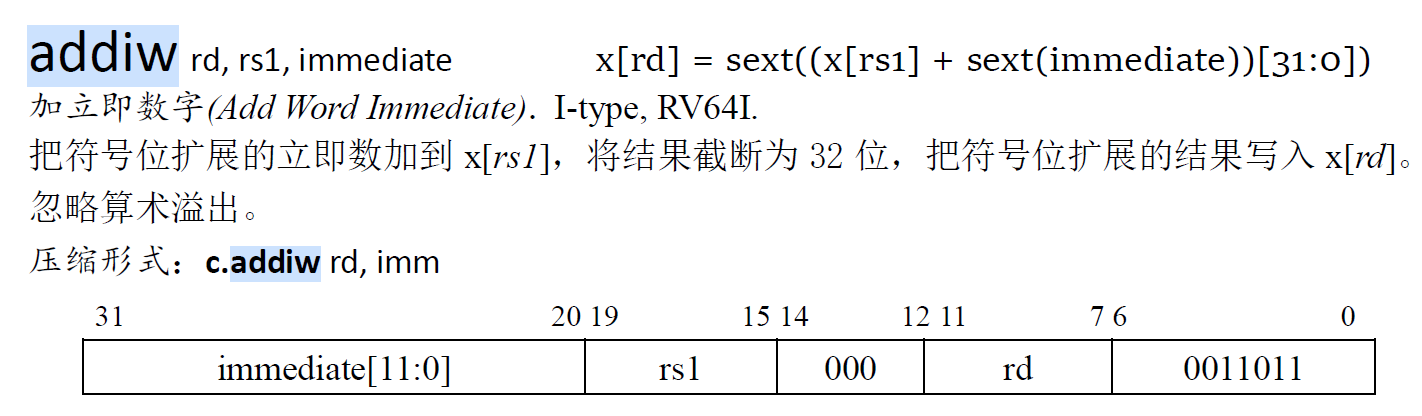 addiw rd, rs1, immediate x[rd] = sext((x[rs1] + sext(immediate))[31:0])
加立即数字(Add Word Immediate). I-type, RV64I.
把符号位扩展的立即数加到 x[rs1]，将结果截断为 32 位，把符号位扩展的结果写入 x[rd]。
忽略算术溢出。
压缩形式：c.addiw rd, imm
31 20 19 15 14 12 11 7 6 0
immediate[11:0] rs1 000 rd 0011011